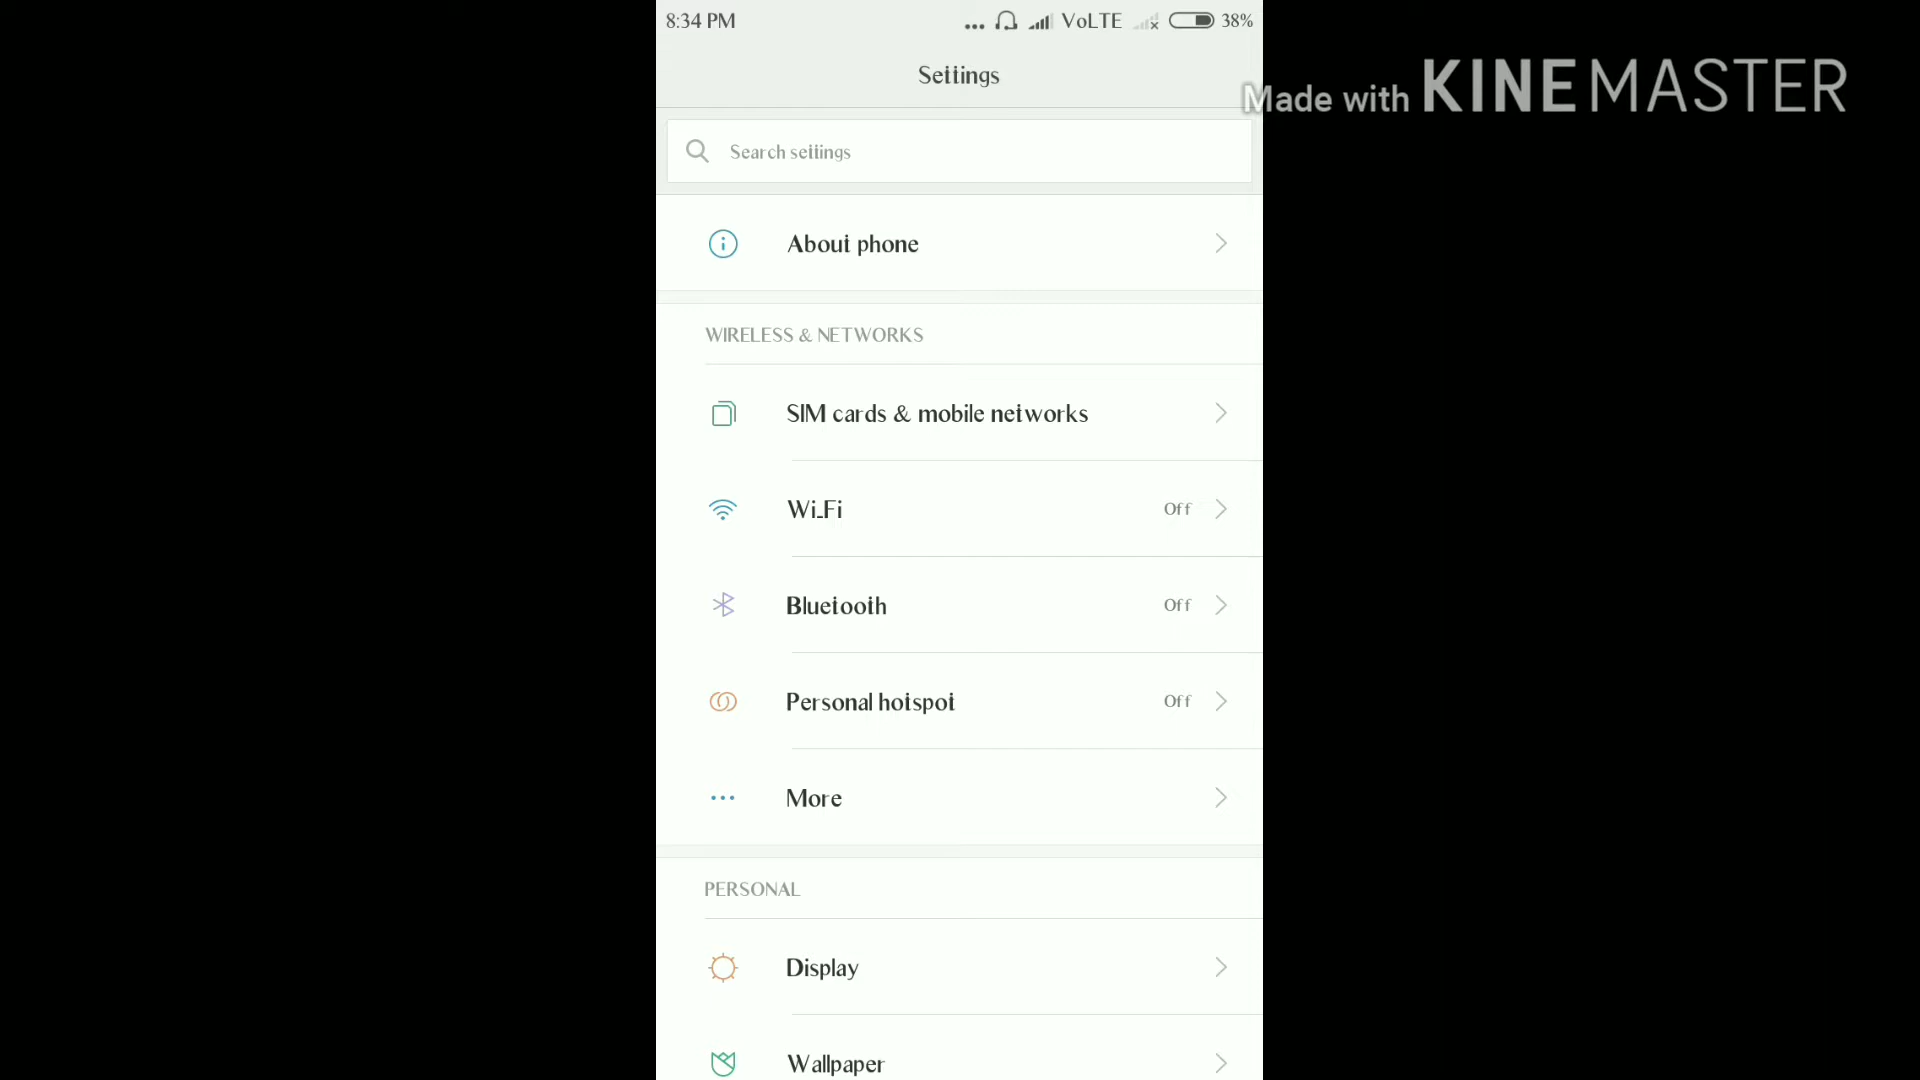 8:34 PM ... VoLTE 38%
Settings
Made with KINEMASTER
Search settings
About phone
WIRELESS & NETWORKS
SIM cards & mobile networks
Wi-Fi Off
Bluetooth Off
Personal hotspot Off
More
PERSONAL
Display
Wallpaper